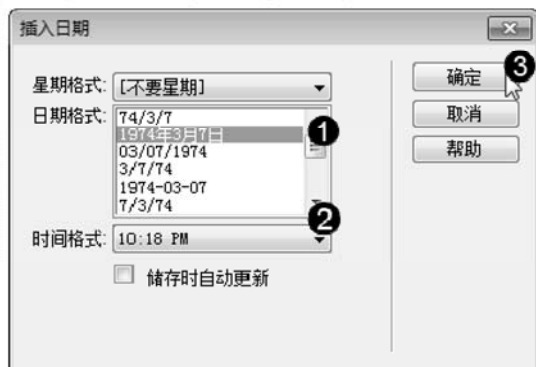 插入日期
星期格式: [不要星期]
日期格式: 74/3/7
1974年3月7日
03/07/1974
3/7/74
1974-03-07
7/3/74
时间格式: 10:18 PM
储存时自动更新
确定
取消
帮助
1
2
3